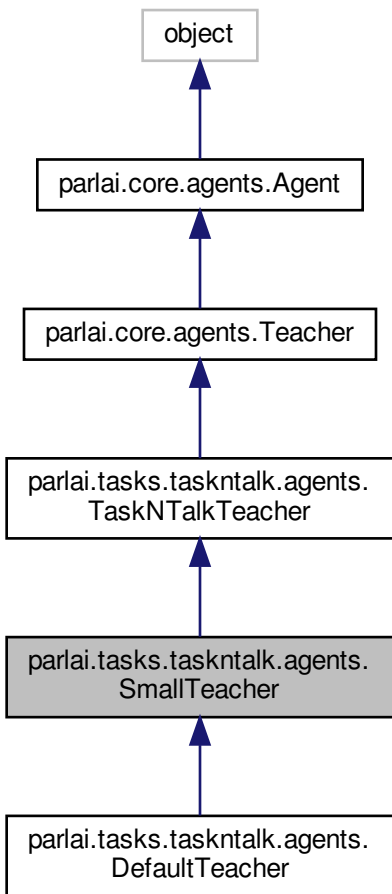 object
parlai.core.agents.Agent
parlai.core.agents.Teacher
parlai.tasks.taskntalk.agents.
TaskNTalkTeacher
parlai.tasks.taskntalk.agents.
SmallTeacher
parlai.tasks.taskntalk.agents.
DefaultTeacher